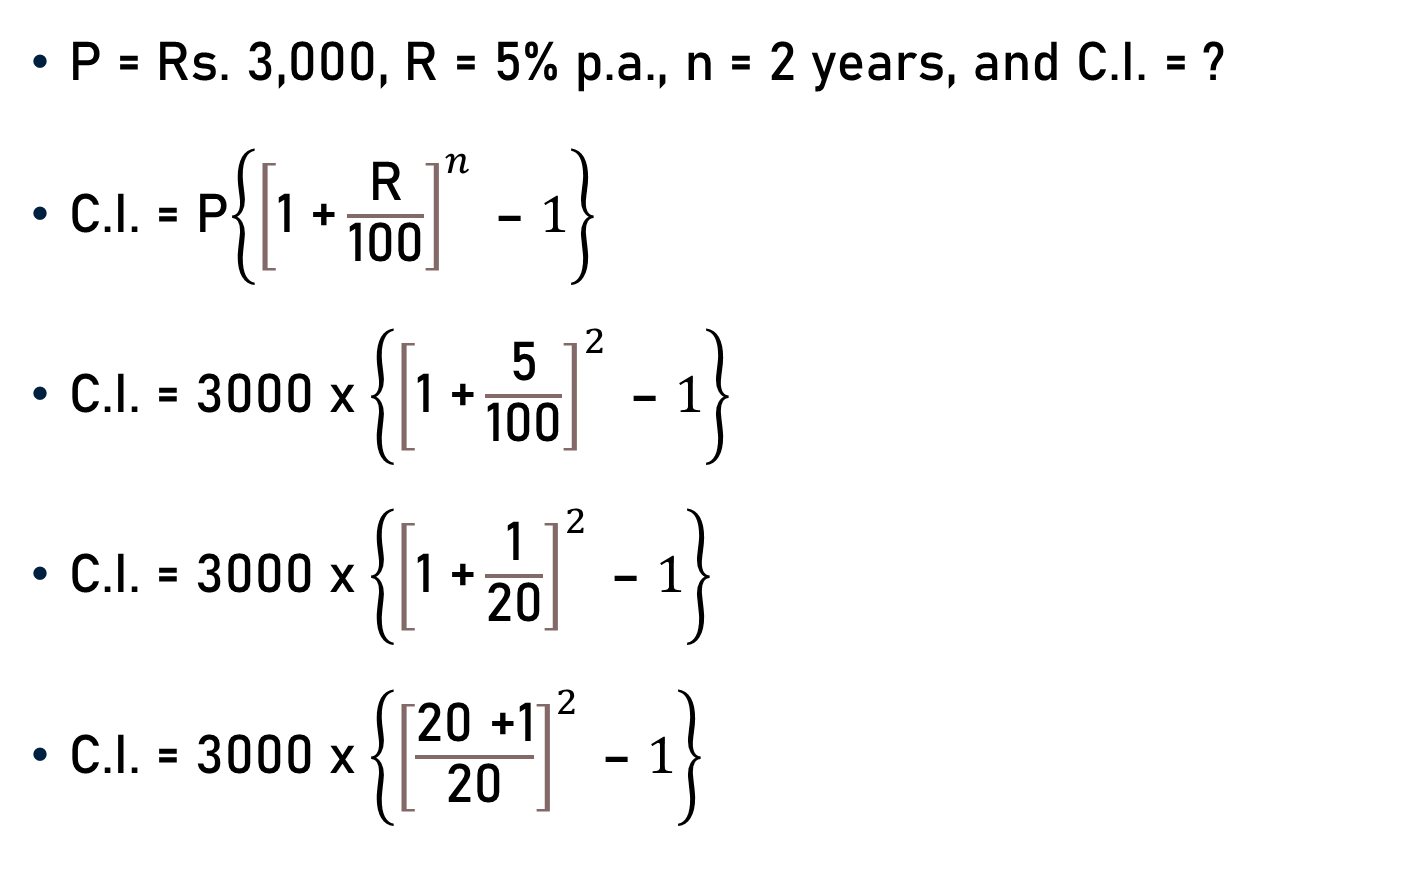 • P = Rs. 3,000, R = 5% p.a., n = 2 years, and C.I. = ?
• C.I. = P{[1 + R/100]^n – 1}
• C.I. = 3000 x {[1 + 5/100]^2 – 1}
• C.I. = 3000 x {[1 + 1/20]^2 – 1}
• C.I. = 3000 x {[20 +1/20]^2 – 1}